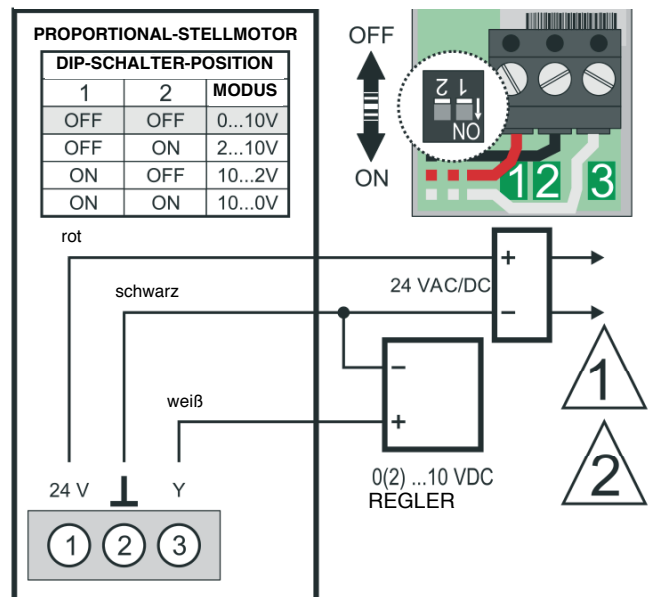 PROPORTIONAL-STELLMOTOR
DIP-SCHALTER-POSITION
1 2 MODUS
OFF OFF 0...10V
OFF ON 2...10V
ON OFF 10...2V
ON ON 10...0V
OFF
ON
1 2
ON
1 2 3
rot
schwarz
weiß
24 VAC/DC
+
−
−
+
0(2) ...10 VDC
REGLER
1
2
24 V Y
1 2 3